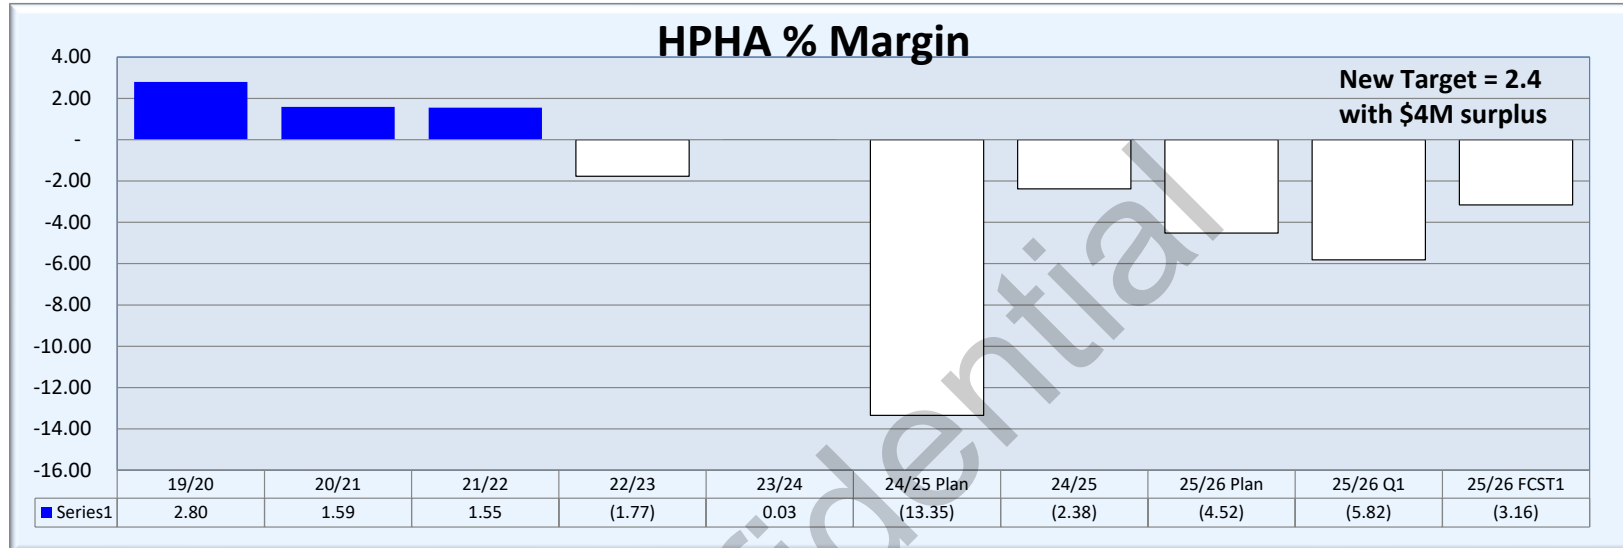 HPHA % Margin
New Target = 2.4
with $4M surplus
4.00
2.00
-
-2.00
-4.00
-6.00
-8.00
-10.00
-12.00
-14.00
-16.00
19/20 20/21 21/22 22/23 23/24 24/25 Plan 24/25 25/26 Plan 25/26 Q1 25/26 FCST1
Series1 2.80 1.59 1.55 (1.77) 0.03 (13.35) (2.38) (4.52) (5.82) (3.16)
fidential